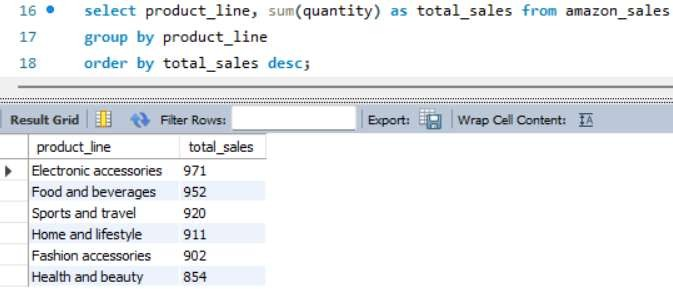 16 select product_line, sum(quantity) as total_sales from amazon_sales
17 group by product_line
18 order by total_sales desc;
Result Grid Filter Rows: Export: Wrap Cell Content: IA
product_line total_sales
Electronic accessories 971
Food and beverages 952
Sports and travel 920
Home and lifestyle 911
Fashion accessories 902
Health and beauty 854